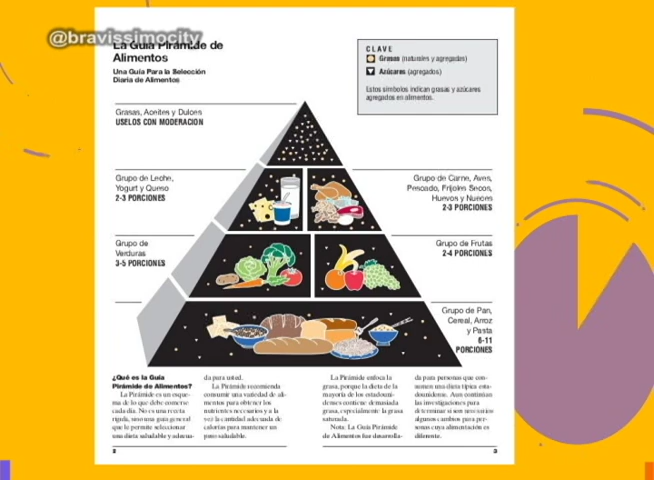 @bravissimocity
La Guía Pirámide de
Alimentos
Una Guía Para la Selección
Diaria de Alimentos
CLAVE
Grasas (naturales y agregadas)
Azúcares (agregados)
Estos símbolos indican grasas y azúcares
agregados en alimentos.
Grasas, Aceites y Dulces
USELOS CON MODERACION
Grupo de Leche,
Yogurt y Queso
2-3 PORCIONES
Grupo de Carne, Aves,
Pescado, Frijoles Secos,
Huevos y Nueces
2-3 PORCIONES
Grupo de
Verduras
3-5 PORCIONES
Grupo de Frutas
2-4 PORCIONES
Grupo de Pan,
Cereal, Arroz
y Pasta
6-11
PORCIONES
¿Qué es la Guía
Pirámide de Alimentos?
La Pirámide es un esque-
ma de lo que debe comerse
cada día. No es una receta
rígida, sino una guía general
que le permite seleccionar
una dieta saludable y adecua-
da para usted.
La Pirámide recomienda
consumir una variedad de ali-
mentos para obtener los
nutrientes necesarios y a la
vez la cantidad adecuada de
calorías para mantener un
peso saludable.
La Pirámide enfoca la
grasa, porque la dieta de la
mayoría de los estadouni-
denses contiene demasiada
grasa, especialmente la grasa
saturada.
Nota: La Guía Pirámide
de Alimentos fue desarrolla-
da para personas que con-
sumen una dieta típica esta-
dounidense. Aun continúan
las investigaciones para
determinar si son necesarios
algunos cambios para per-
sonas cuya alimentación es
diferente.
2
3